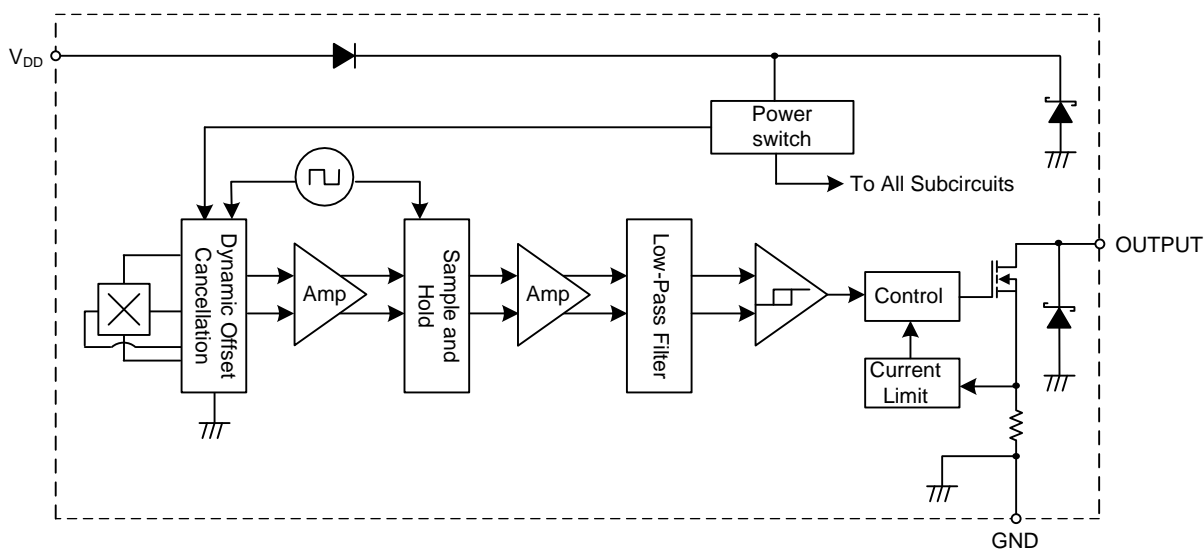 V_DD
Power
switch
To All Subcircuits
Dynamic Offset
Cancellation
Amp
Sample and
Hold
Amp
Low-Pass Filter
Control
Current
Limit
OUTPUT
GND